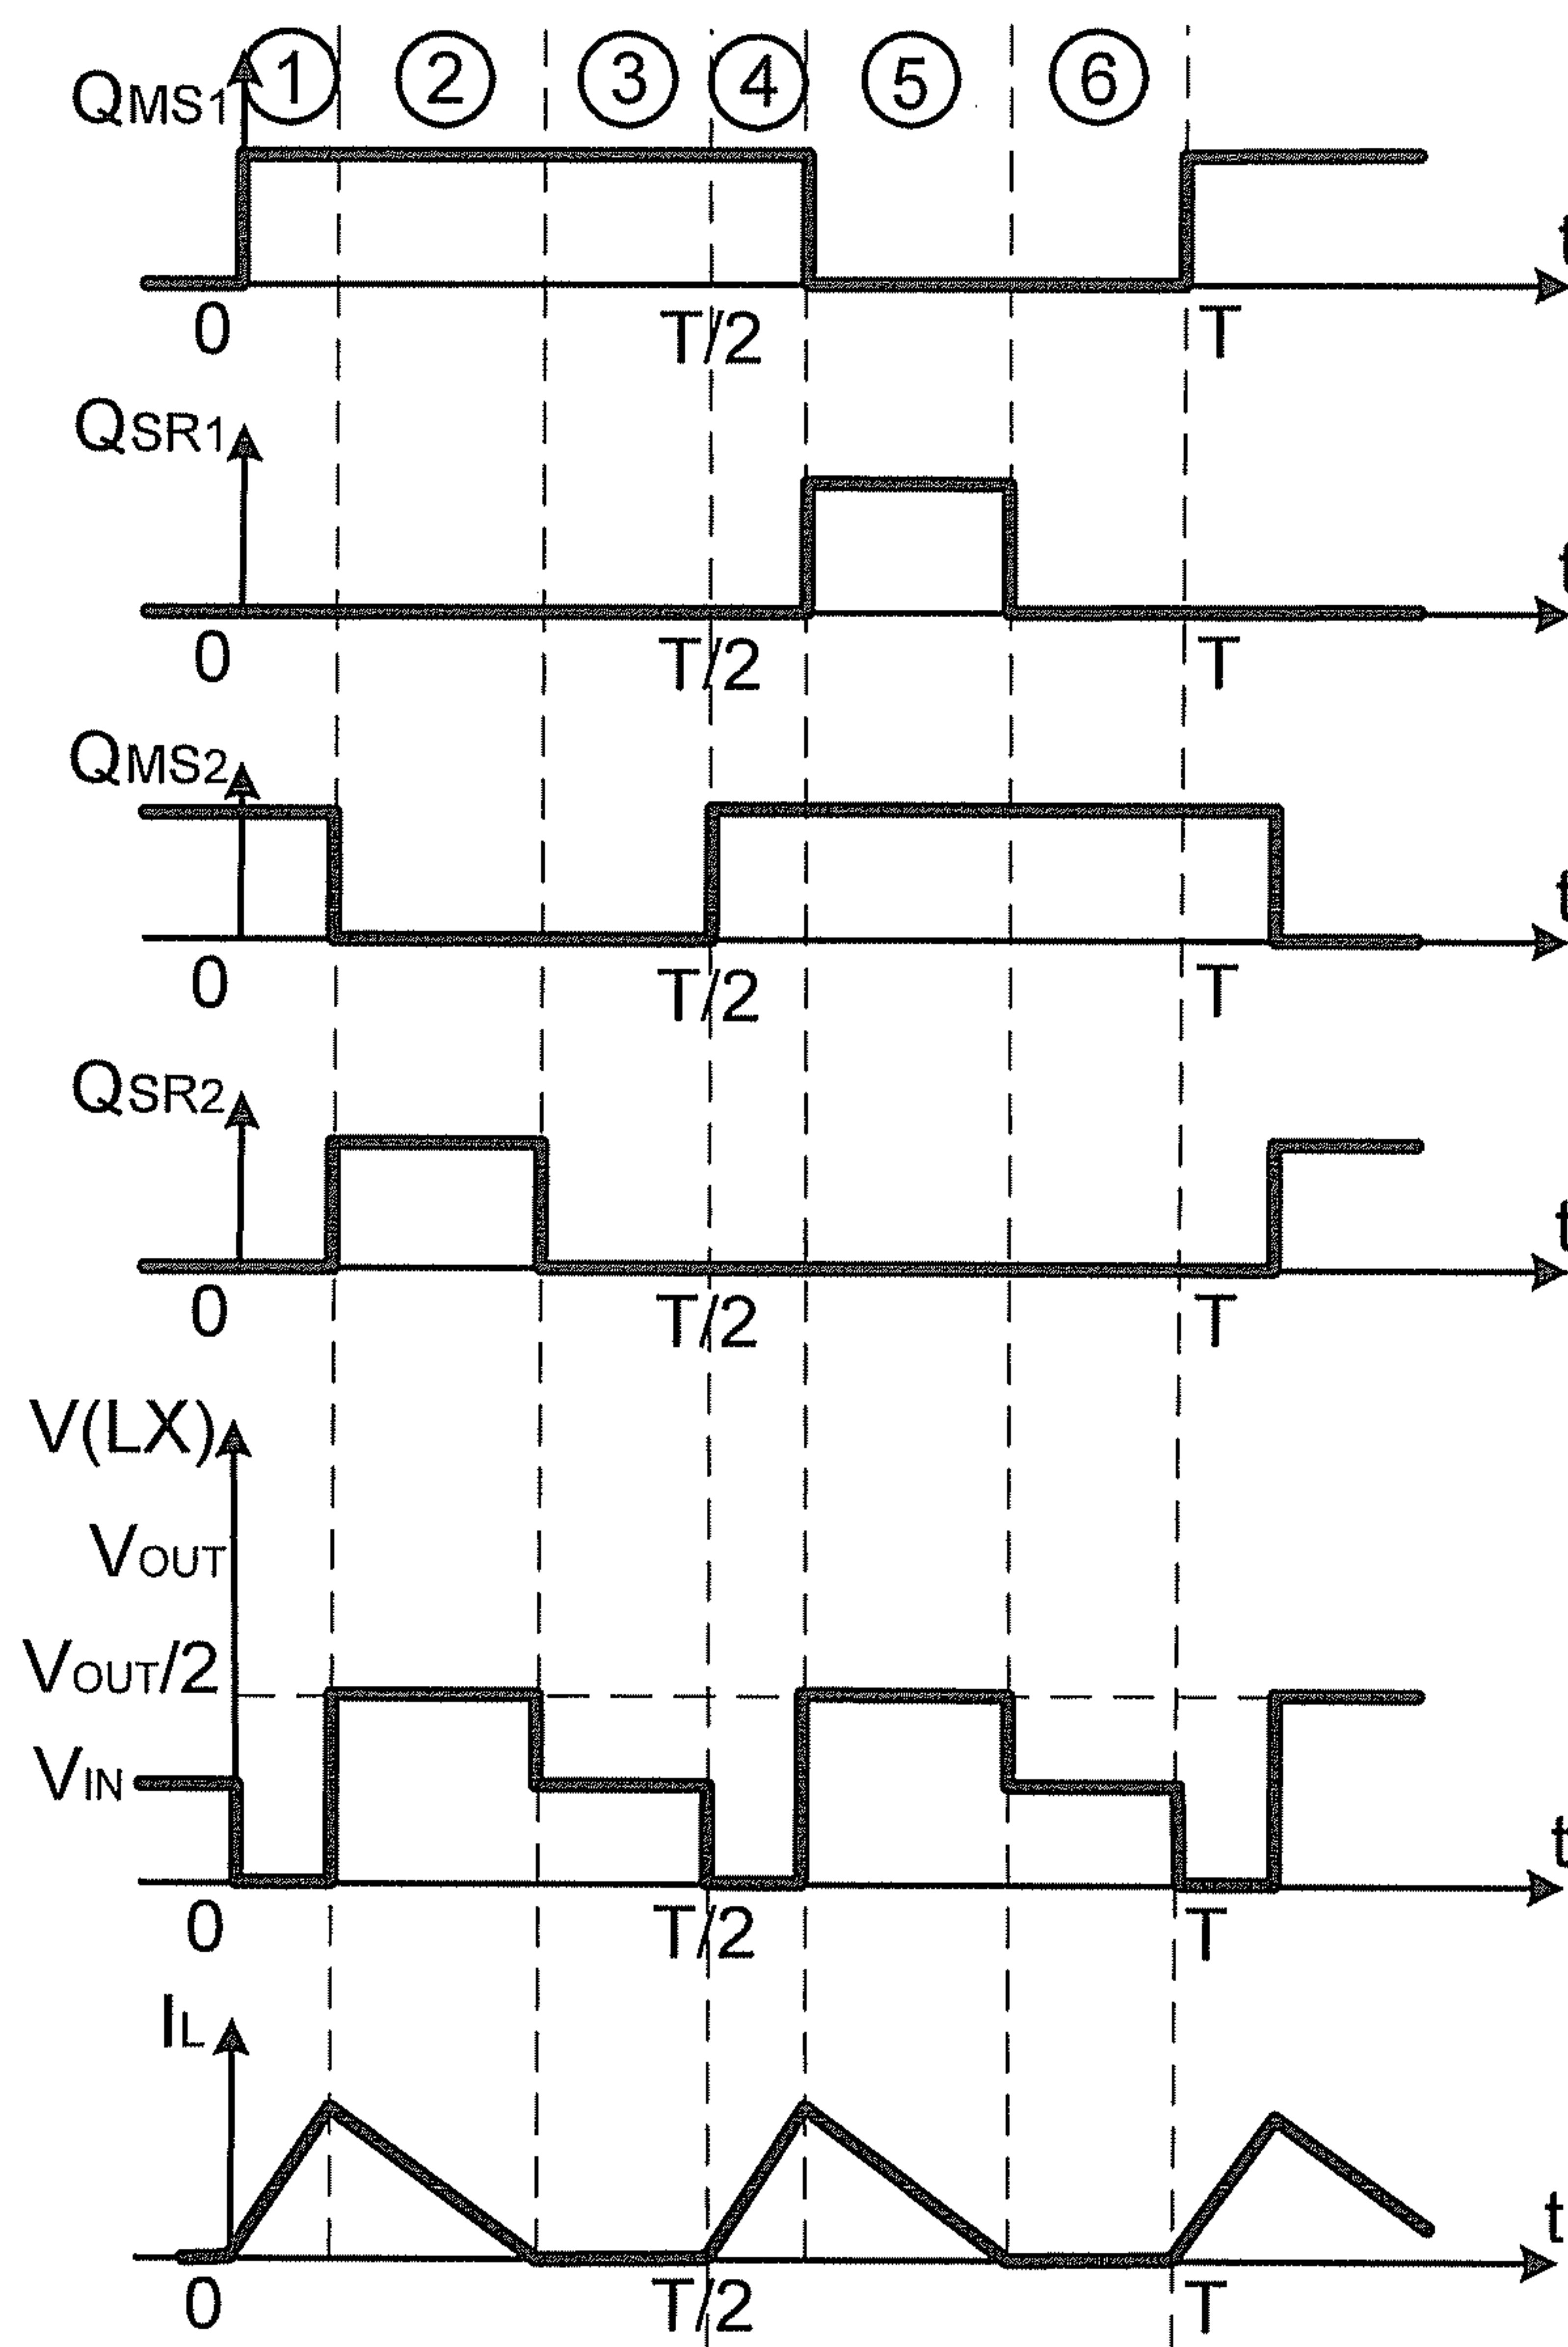 ① ② ③ ④ ⑤ ⑥
QMS1
t
0 T/2 T
QSR1
t
0 T/2 T
QMS2
t
0 T/2 T
QSR2
t
0 T/2 T
V(LX)
VOUT
VOUT/2
VIN
t
0 T/2 T
IL
t
0 T/2 T